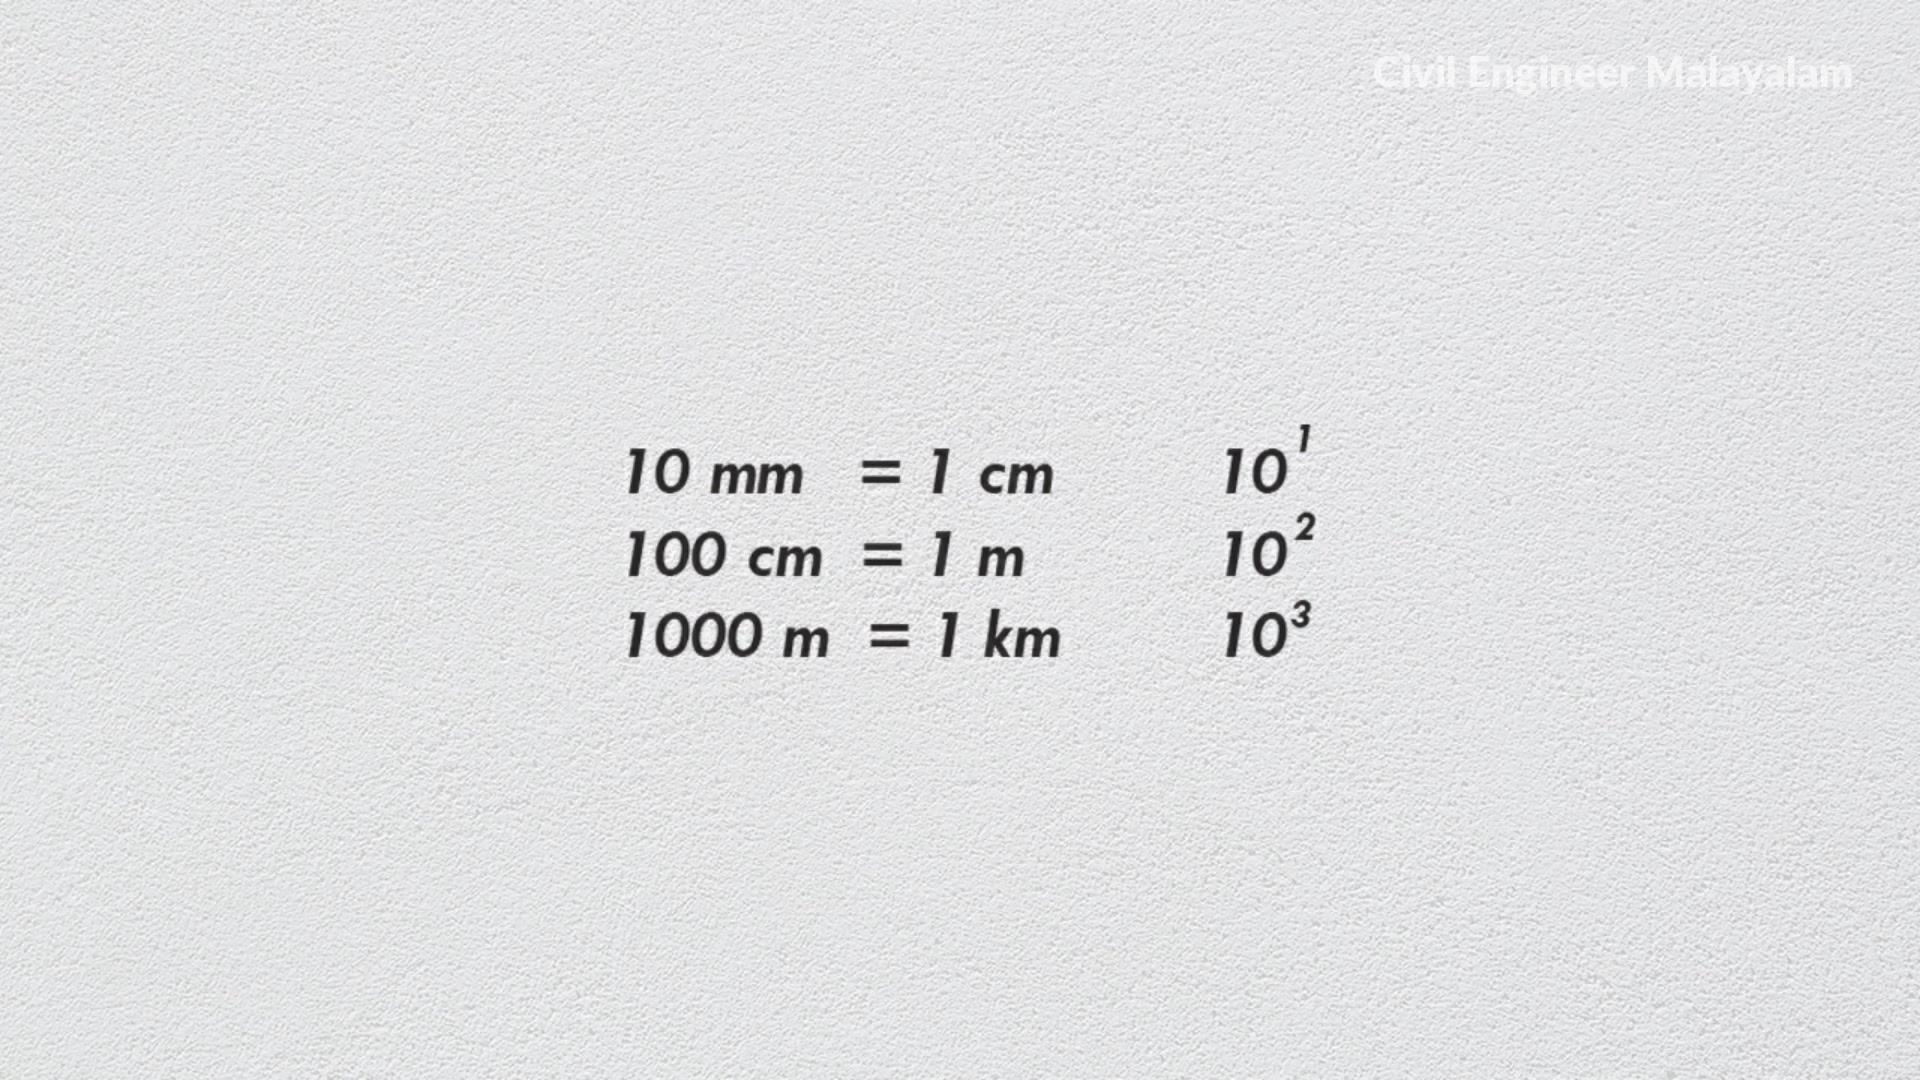 Civil Engineer Malayalam
10 mm = 1 cm 10¹
100 cm = 1 m 10²
1000 m = 1 km 10³